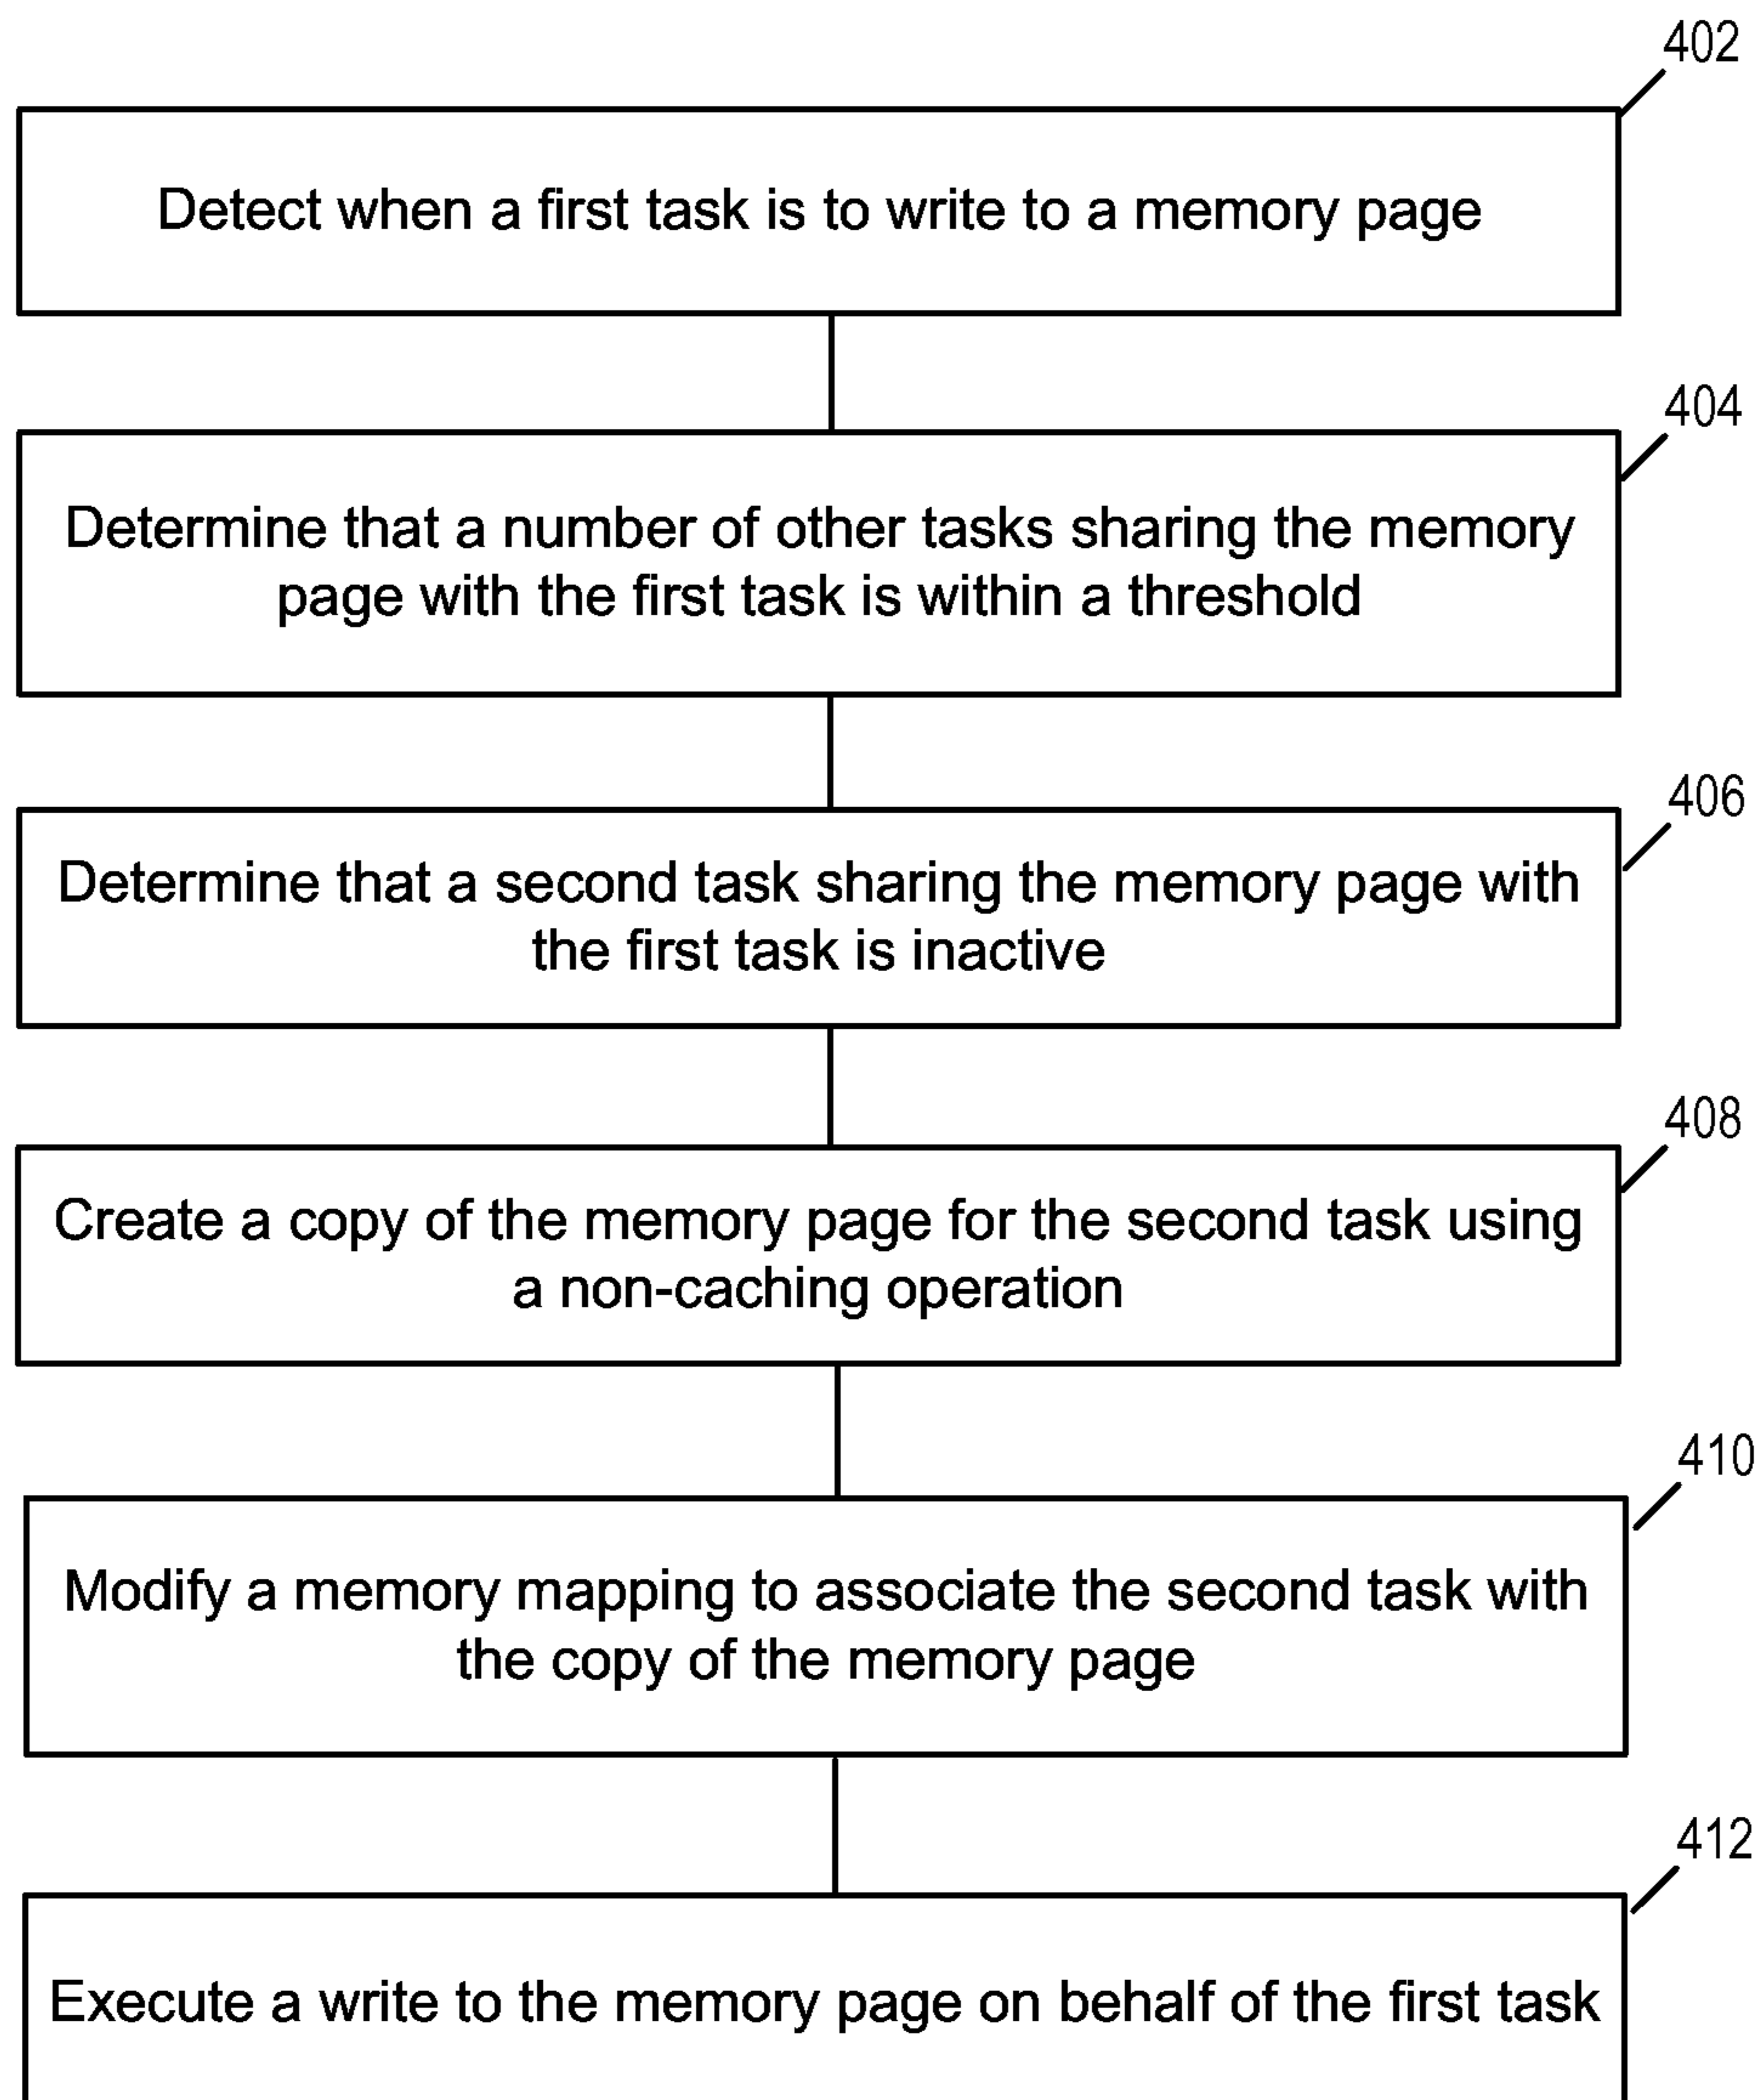 402
Detect when a first task is to write to a memory page
404
Determine that a number of other tasks sharing the memory
page with the first task is within a threshold
406
Determine that a second task sharing the memory page with
the first task is inactive
408
Create a copy of the memory page for the second task using
a non-caching operation
410
Modify a memory mapping to associate the second task with
the copy of the memory page
412
Execute a write to the memory page on behalf of the first task